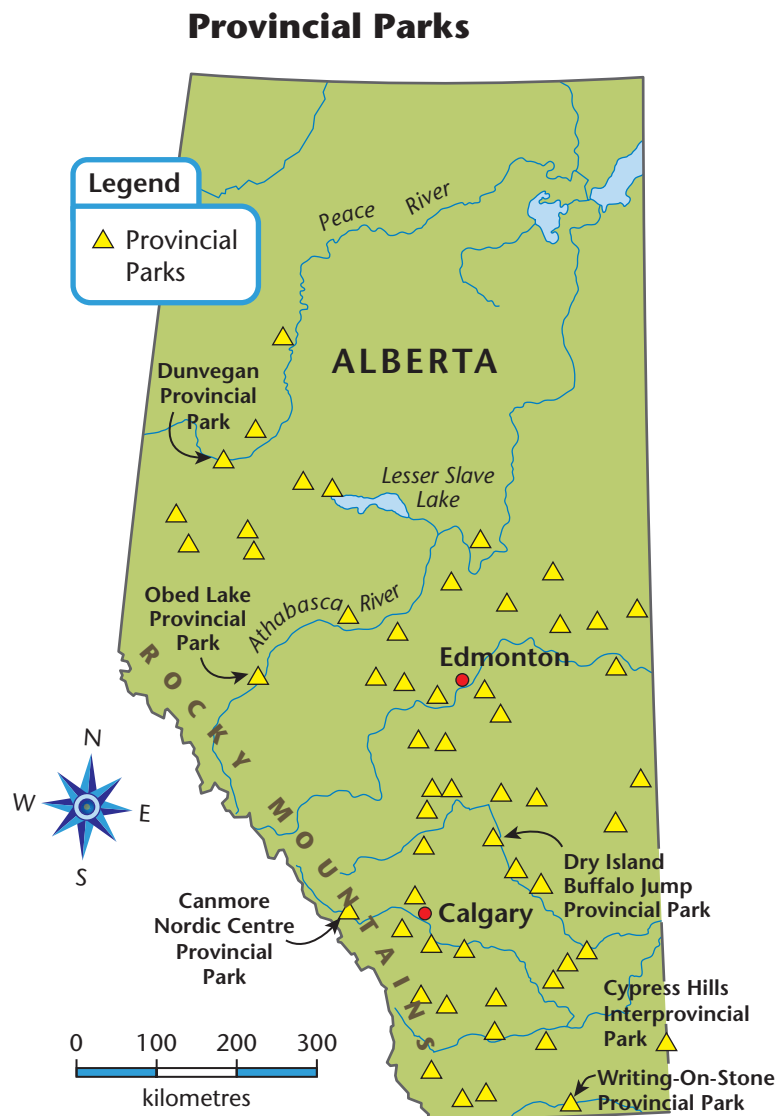 Provincial Parks
Legend
Provincial
Parks
Peace River
ALBERTA
Dunvegan
Provincial
Park
Lesser Slave
Lake
Obed Lake
Provincial
Park
Athabasca River
Edmonton
ROCKY MOUNTAINS
N
W
E
S
Dry Island
Buffalo Jump
Provincial Park
Canmore
Nordic Centre
Provincial
Park
Calgary
Cypress Hills
Interprovincial
Park
0 100 200 300
kilometres
Writing-On-Stone
Provincial Park